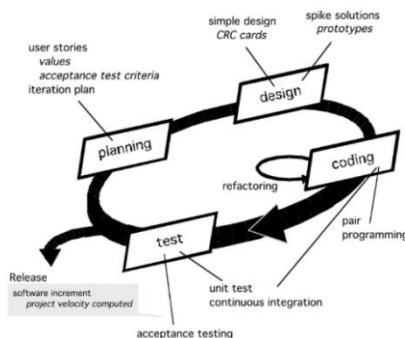 simple design
CRC cards
spike solutions
prototypes
user stories
values
acceptance test criteria
iteration plan
design
planning
coding
refactoring
pair
programming
test
Release
software increment
project velocity computed
unit test
continuous integration
acceptance testing